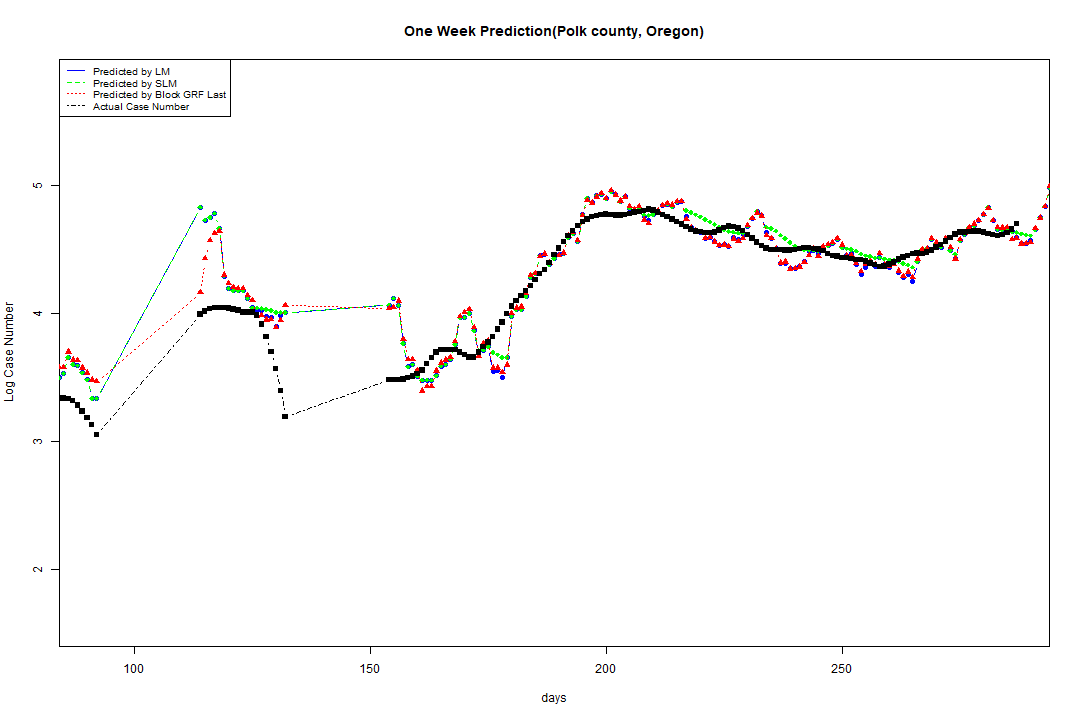 One Week Prediction(Polk county, Oregon)
Predicted by LM
Predicted by SLM
Predicted by Block GRF Last
Actual Case Number
5
4
3
2
Log Case Number
100
150
200
250
days